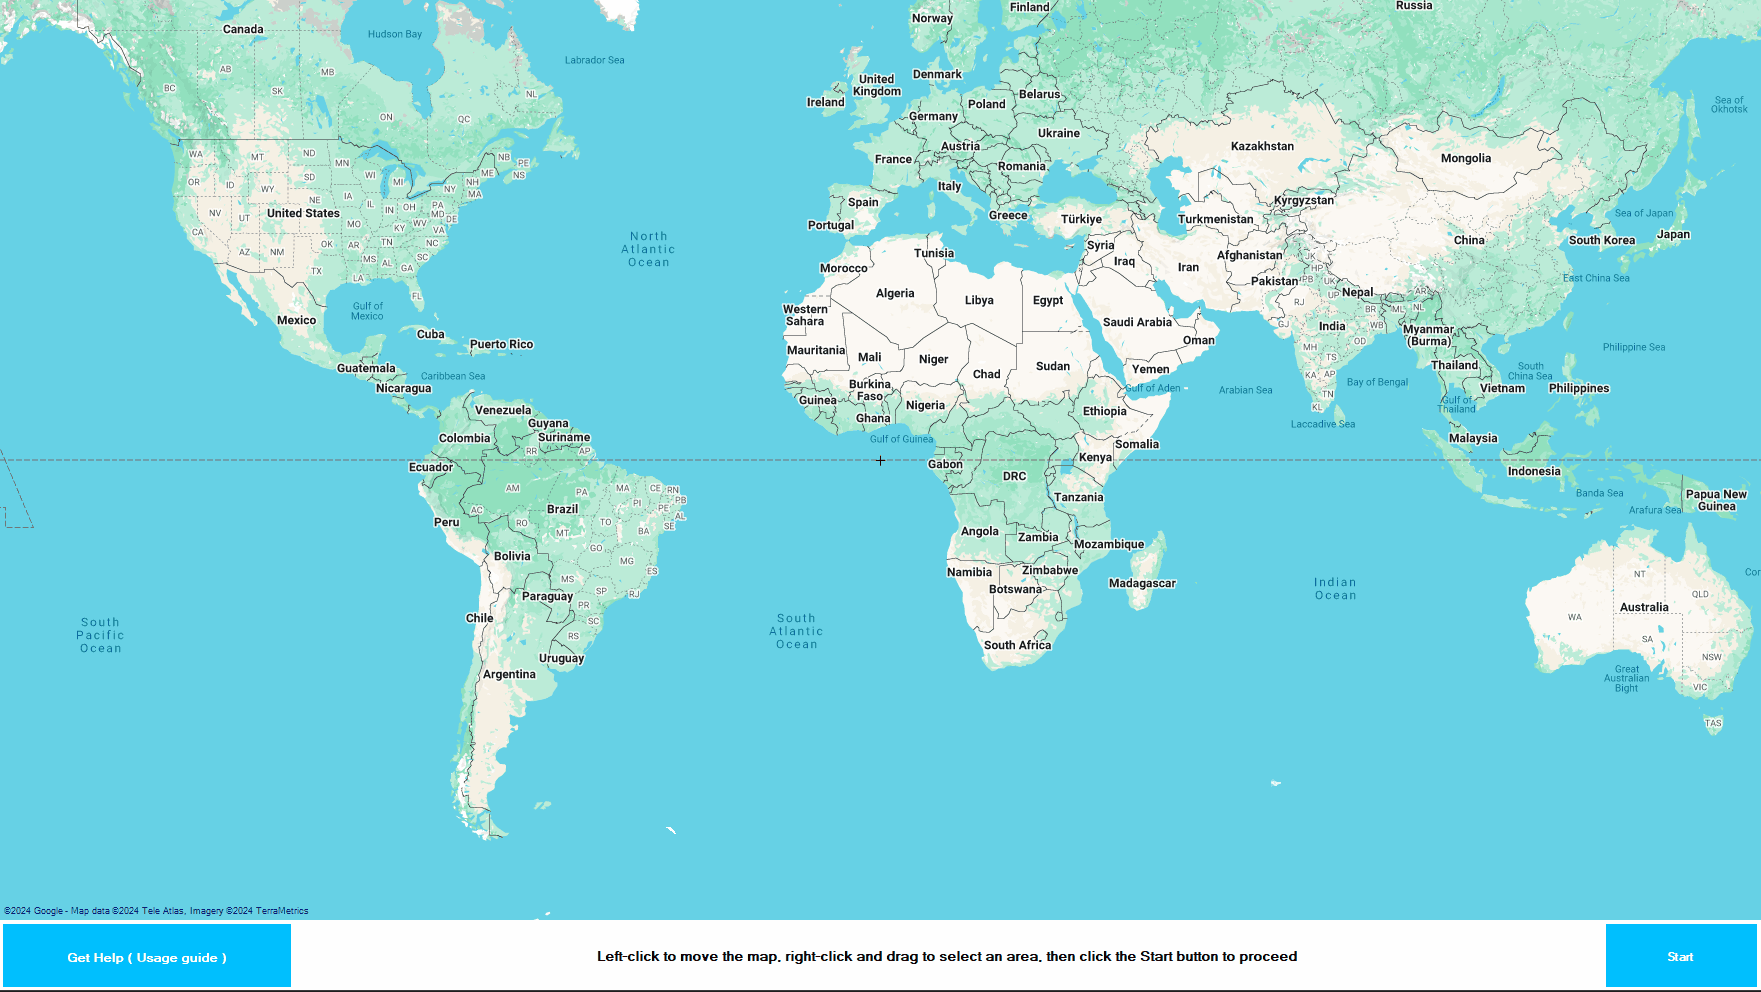 Finland
Russia
Norway
Canada
Hudson Bay
Labrador Sea
AB
MB
BC
SK
NL
ON
QC
United
Kingdom
Denmark
Ireland
Belarus
Poland
Germany
Ukraine
Sea of
Okhotsk
WA
MT
ND
MN
NB
PE
NS
ME
OR
ID
WY
SD
WI
MI
NH
MA
NY
Austria
France
Romania
Kazakhstan
Mongolia
NV
UT
NE
IA
IL
IN
OH
PA
MD
DE
United States
CA
MO
KY
WV
VA
Italy
Spain
Portugal
Greece
Türkiye
Turkmenistan
Kyrgyzstan
Sea of Japan
Japan
South Korea
China
AZ
NM
OK
AR
TN
NC
SC
MS
AL
GA
TX
LA
FL
North
Atlantic
Ocean
Tunisia
Morocco
Syria
Iraq
Iran
Afghanistan
Pakistan
JK
HP
PB
UK
UP
RJ
Nepal
AR
East China Sea
Gulf of
Mexico
Mexico
Algeria
Libya
Egypt
Western
Sahara
Saudi Arabia
Oman
GJ
India
BR
ML
NL
WB
OD
MH
TS
Myanmar
(Burma)
Cuba
Puerto Rico
Mauritania
Mali
Niger
Chad
Sudan
Yemen
Philippine Sea
Guatemala
Nicaragua
Caribbean Sea
Burkina
Faso
Guinea
Ghana
Nigeria
Gulf of Aden
Arabian Sea
KA
AP
TN
KL
Bay of Bengal
Thailand
South
China Sea
Vietnam
Philippines
Gulf of
Thailand
Venezuela
Guyana
Suriname
Colombia
RR
AP
Gulf of Guinea
Ethiopia
Somalia
Laccadive Sea
Malaysia
Ecuador
Gabon
DRC
Kenya
Indonesia
AM
PA
MA
CE
RN
PB
PE
AL
SE
PI
Peru
AC
RO
Brazil
TO
BA
MT
Tanzania
Banda Sea
Arafura Sea
Papua New
Guinea
Angola
Zambia
Mozambique
Bolivia
GO
MG
ES
MS
SP
RJ
Namibia
Zimbabwe
Botswana
Madagascar
Indian
Ocean
NT
QLD
Cor
Paraguay
PR
SC
RS
Chile
South
Pacific
Ocean
South
Atlantic
Ocean
WA
Australia
SA
NSW
Uruguay
South Africa
Argentina
Great
Australian
Bight
VIC
TAS
©2024 Google - Map data ©2024 Tele Atlas, Imagery ©2024 TerraMetrics
Get Help ( Usage guide )
Left-click to move the map, right-click and drag to select an area, then click the Start button to proceed
Start